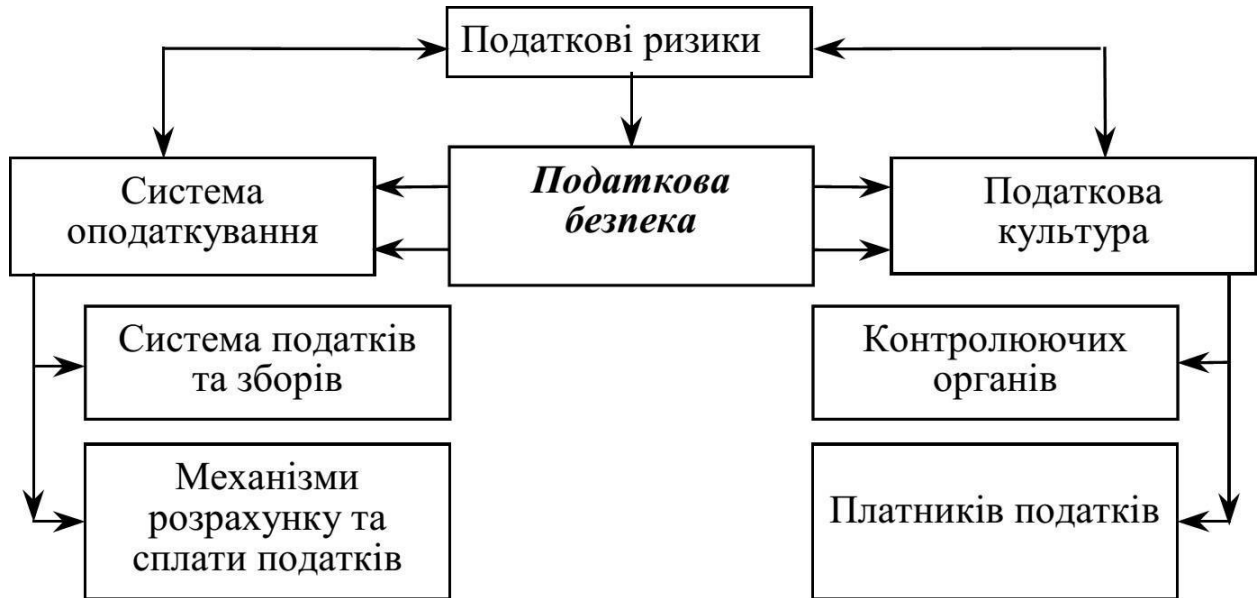 Податкові ризики
Система
оподаткування
Податкова
безпека
Податкова
культура
Система податків
та зборів
Контролюючих
органів
Механізми
розрахунку та
сплати податків
Платників податків